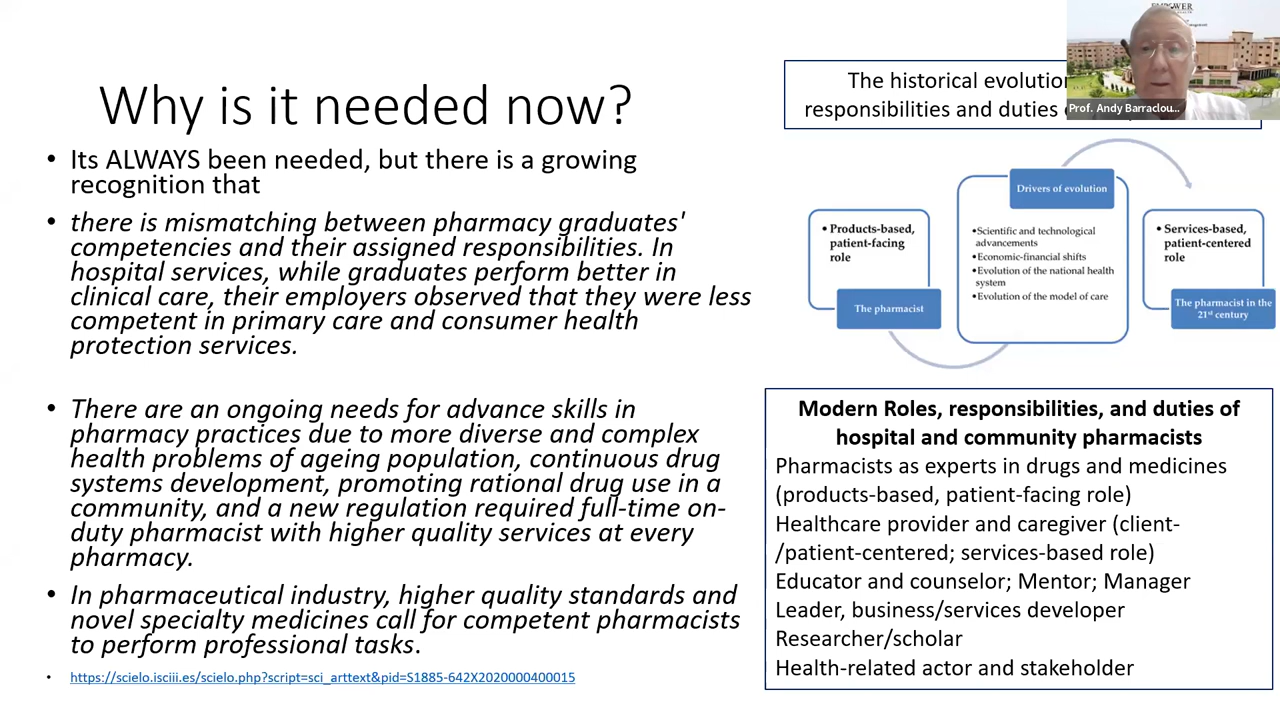 Why is it needed now?
• Its ALWAYS been needed, but there is a growing
recognition that
• there is mismatching between pharmacy graduates'
competencies and their assigned responsibilities. In
hospital services, while graduates perform better in
clinical care, their employers observed that they were less
competent in primary care and consumer health
protection services.
• There are an ongoing needs for advance skills in
pharmacy practices due to more diverse and complex
health problems of ageing population, continuous drug
systems development, promoting rational drug use in a
community, and a new regulation required full-time on-
duty pharmacist with higher quality services at every
pharmacy.
• In pharmaceutical industry, higher quality standards and
novel specialty medicines call for competent pharmacists
to perform professional tasks.
• https://scielo.isciii.es/scielo.php?script=sci_arttext&pid=S1885-642X2020000400015
The historical evolution
responsibilities and duties
Prof. Andy Barraclou...
• Products-based,
patient-facing
role
The pharmacist
Drivers of evolution
•Scientific and technological
advancements
•Economic-financial shifts
•Evolution of the national health
system
•Evolution of the model of care
• Services-based,
patient-centered
role
The pharmacist in the
21st century
Modern Roles, responsibilities, and duties of
hospital and community pharmacists
Pharmacists as experts in drugs and medicines
(products-based, patient-facing role)
Healthcare provider and caregiver (client-
/patient-centered; services-based role)
Educator and counselor; Mentor; Manager
Leader, business/services developer
Researcher/scholar
Health-related actor and stakeholder